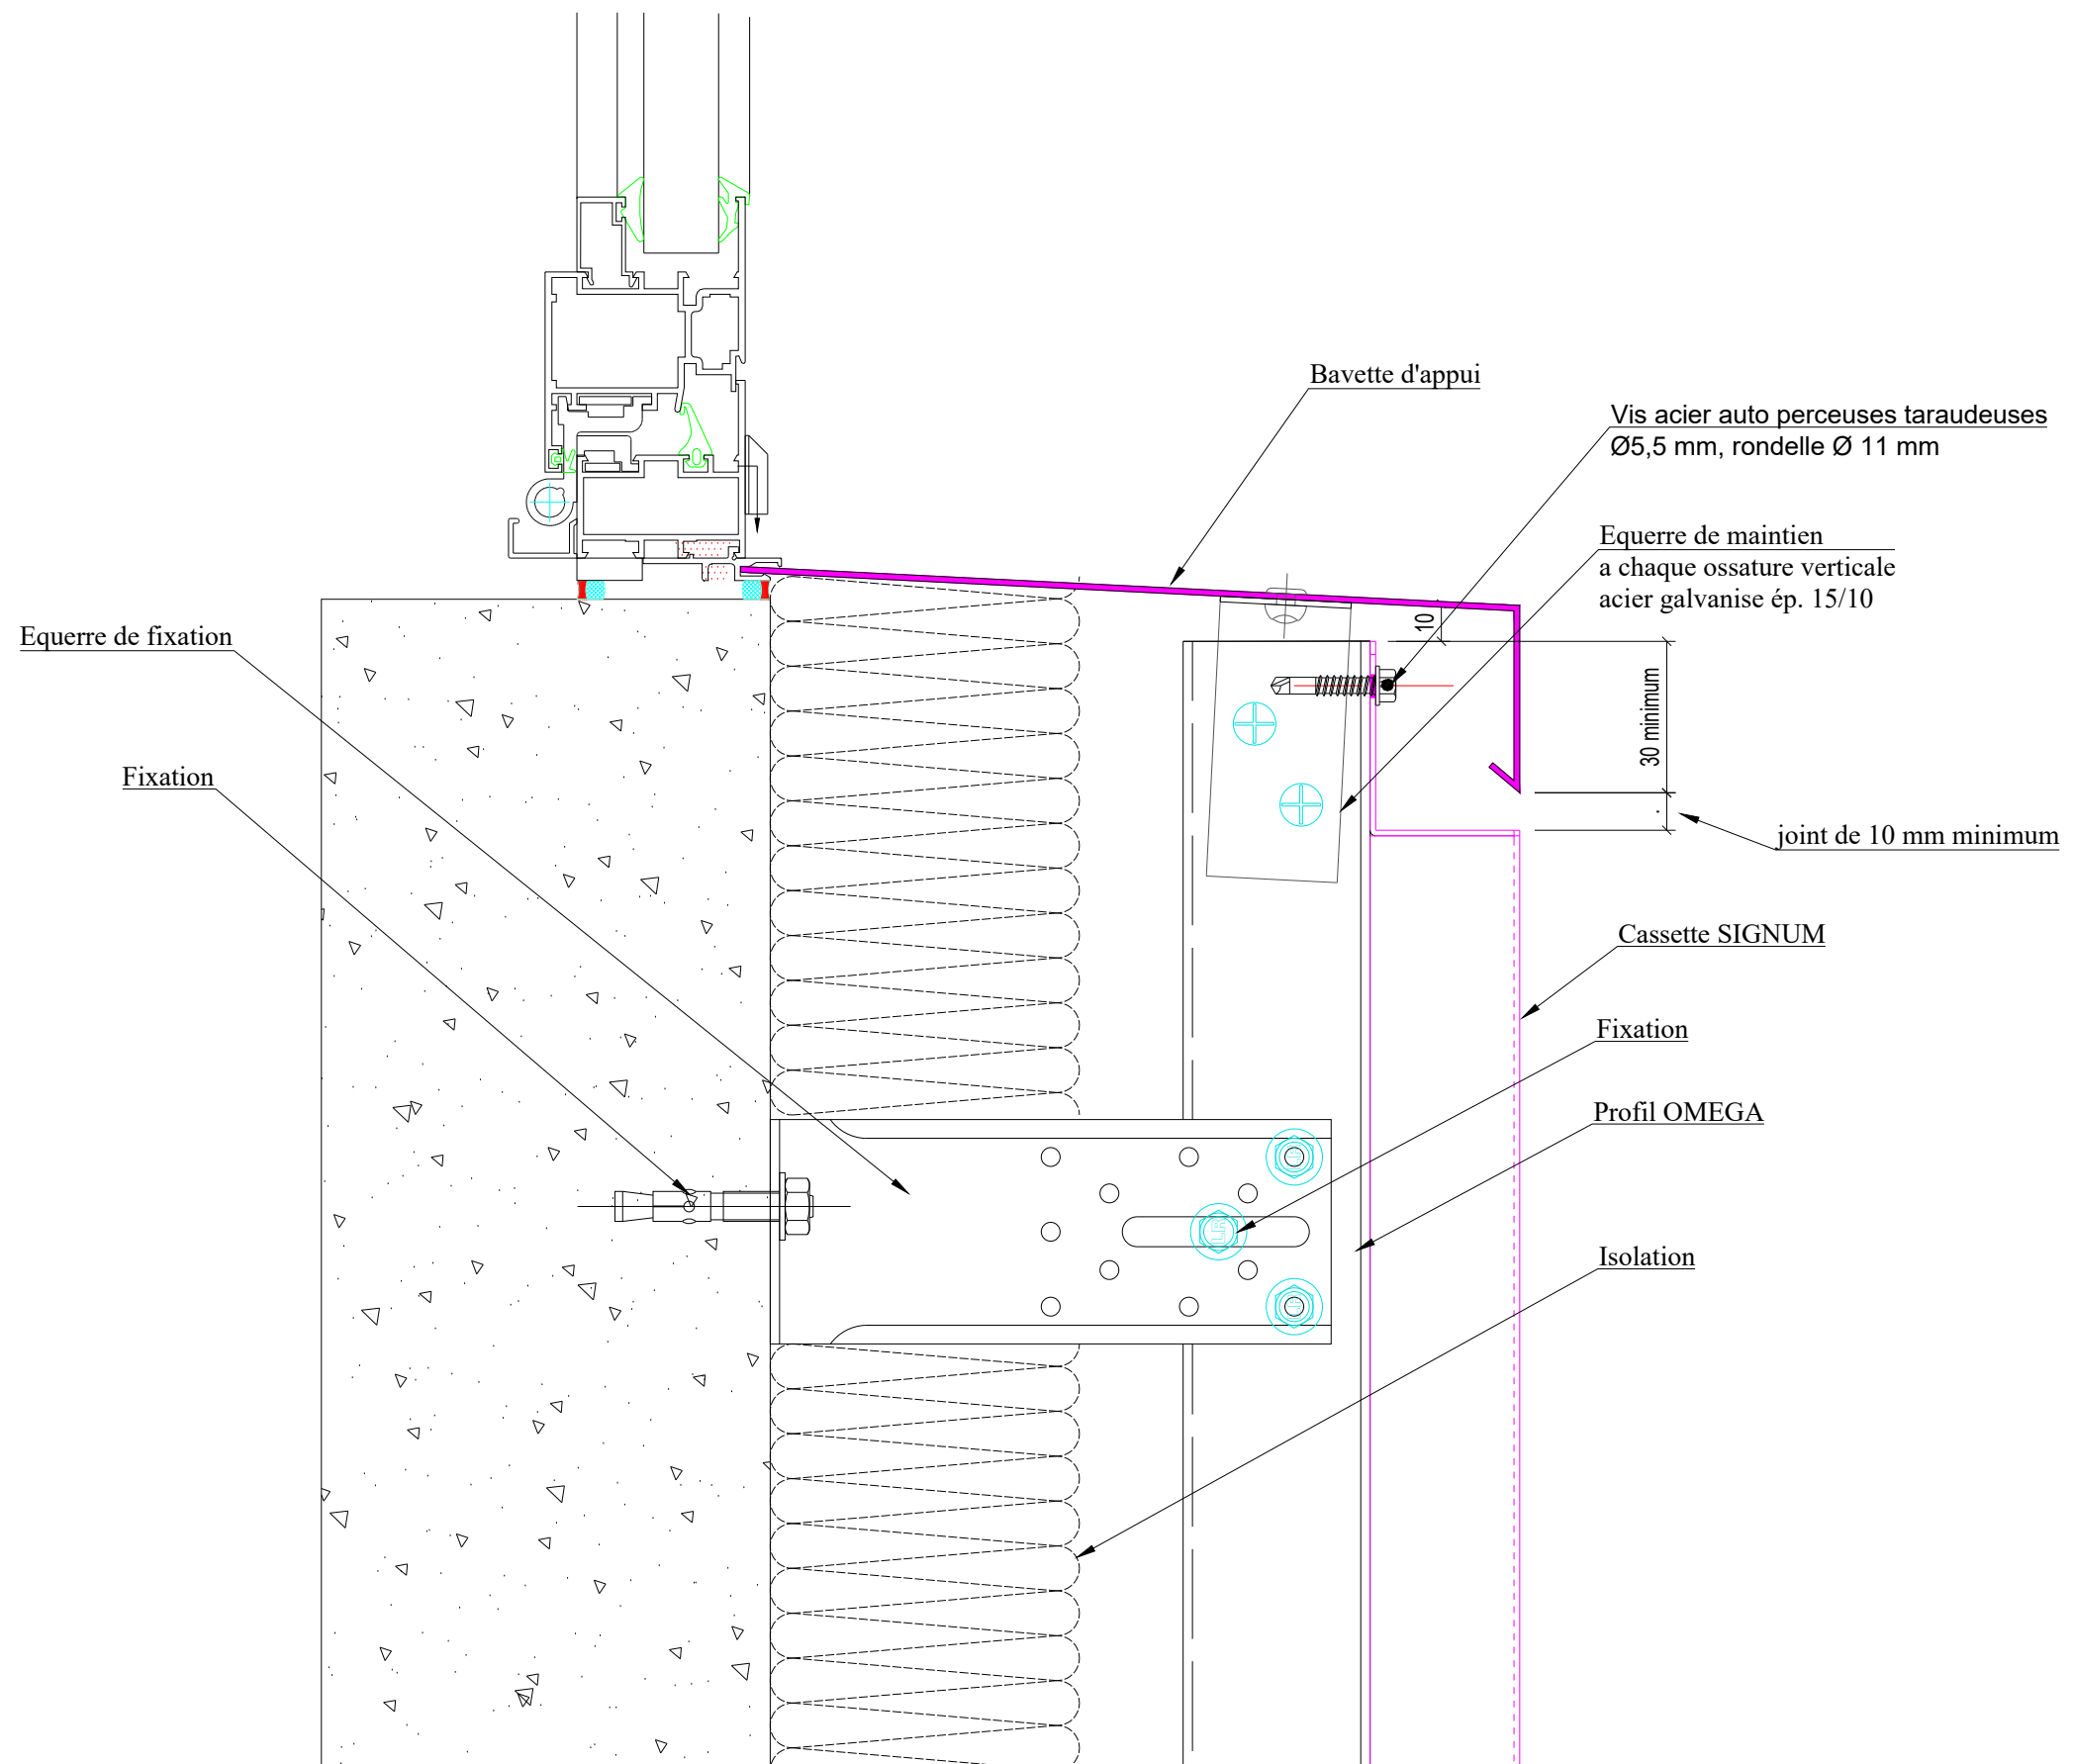 Bavette d'appui
Vis acier auto perceuses taraudeuses
Ø5,5 mm, rondelle Ø 11 mm
Equerre de maintien
a chaque ossature verticale
acier galvanise ép. 15/10
Equerre de fixation
10
30 minimum
Fixation
joint de 10 mm minimum
Cassette SIGNUM
Fixation
Profil OMEGA
Isolation